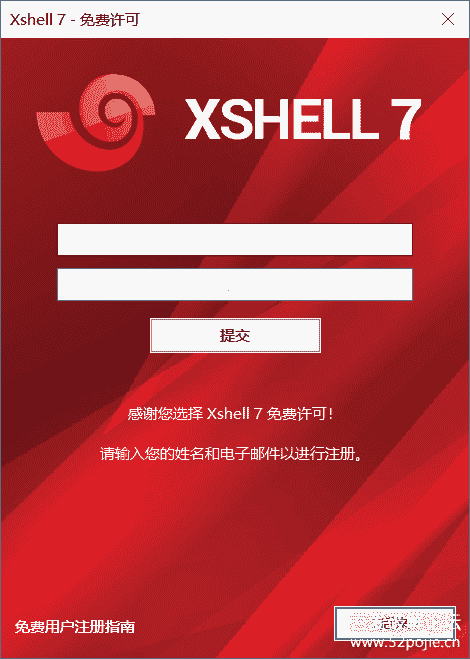 Xshell 7 - 免费许可
XSHELL 7
提交
感谢您选择 Xshell 7 免费许可!
请输入您的姓名和电子邮件以进行注册。
免费用户注册指南
www.52pojie.cn